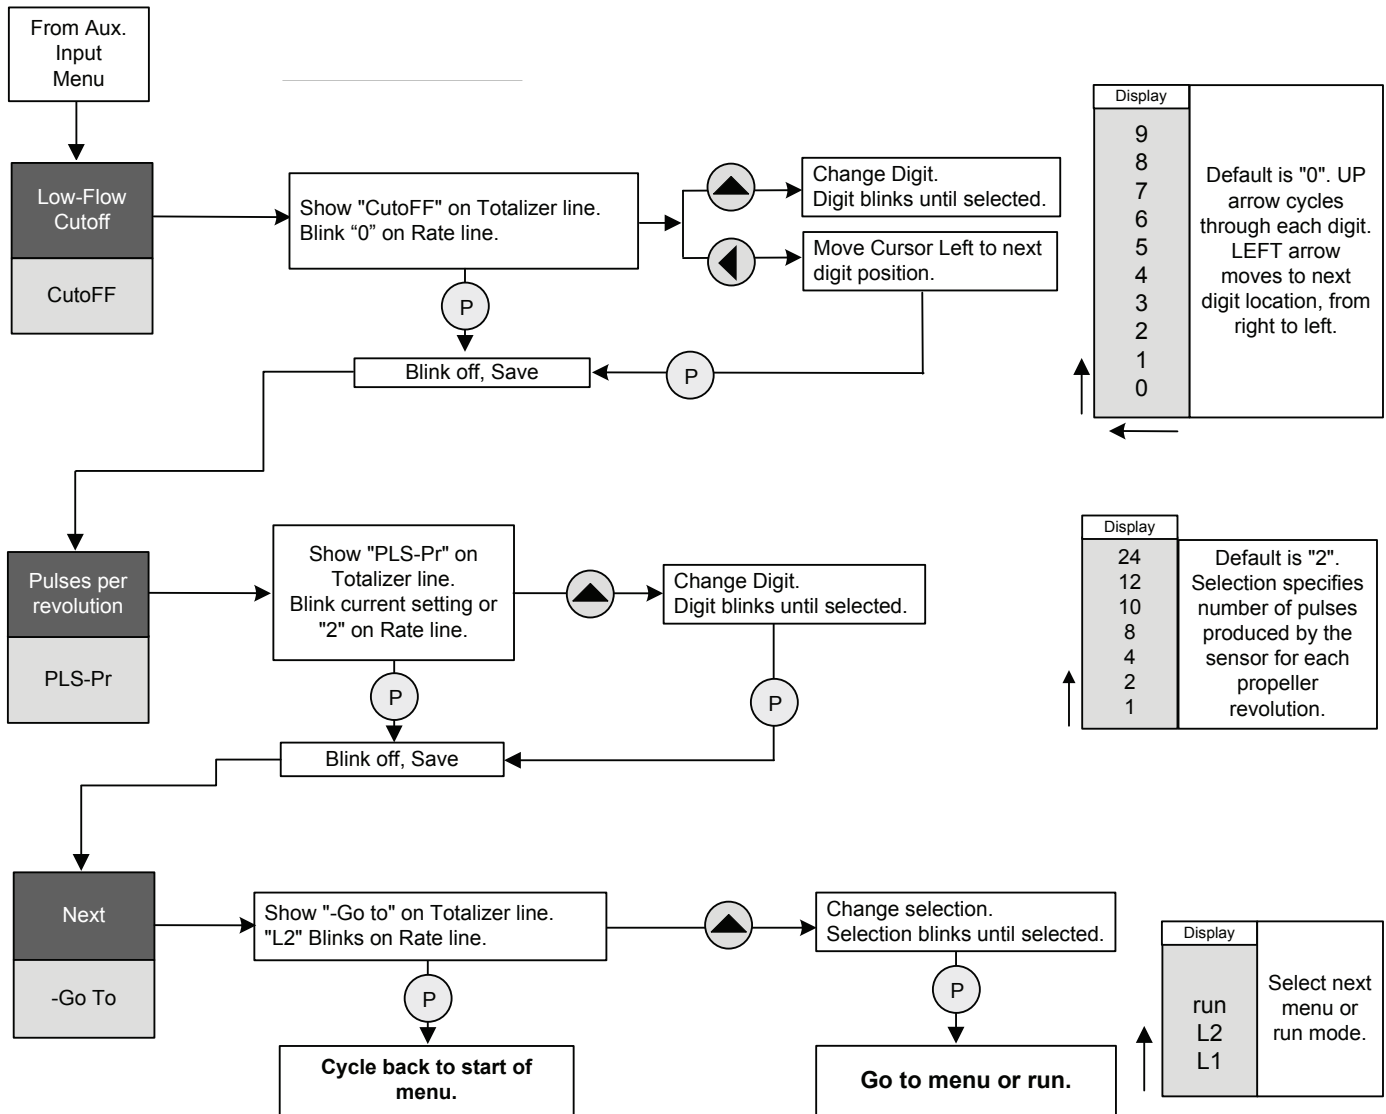 From Aux.
Input
Menu
Low-Flow
Cutoff
CutoFF
Show "CutoFF" on Totalizer line.
Blink “0” on Rate line.
Change Digit.
Digit blinks until selected.
Move Cursor Left to next
digit position.
P
Blink off, Save
P
Display
9
8
7
6
5
4
3
2
1
0
Default is "0". UP
arrow cycles
through each digit.
LEFT arrow
moves to next
digit location, from
right to left.
Pulses per
revolution
PLS-Pr
Show "PLS-Pr" on
Totalizer line.
Blink current setting or
"2" on Rate line.
Change Digit.
Digit blinks until selected.
P
P
Blink off, Save
Display
24
12
10
8
4
2
1
Default is "2".
Selection specifies
number of pulses
produced by the
sensor for each
propeller
revolution.
Next
-Go To
Show "-Go to" on Totalizer line.
"L2" Blinks on Rate line.
Change selection.
Selection blinks until selected.
P
P
Cycle back to start of
menu.
Go to menu or run.
Display
run
L2
L1
Select next
menu or
run mode.